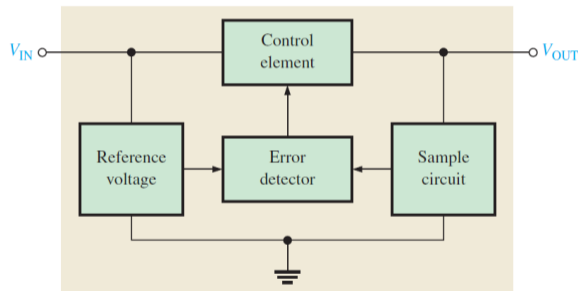 Control
element
V_IN
V_OUT
Reference
voltage
Error
detector
Sample
circuit